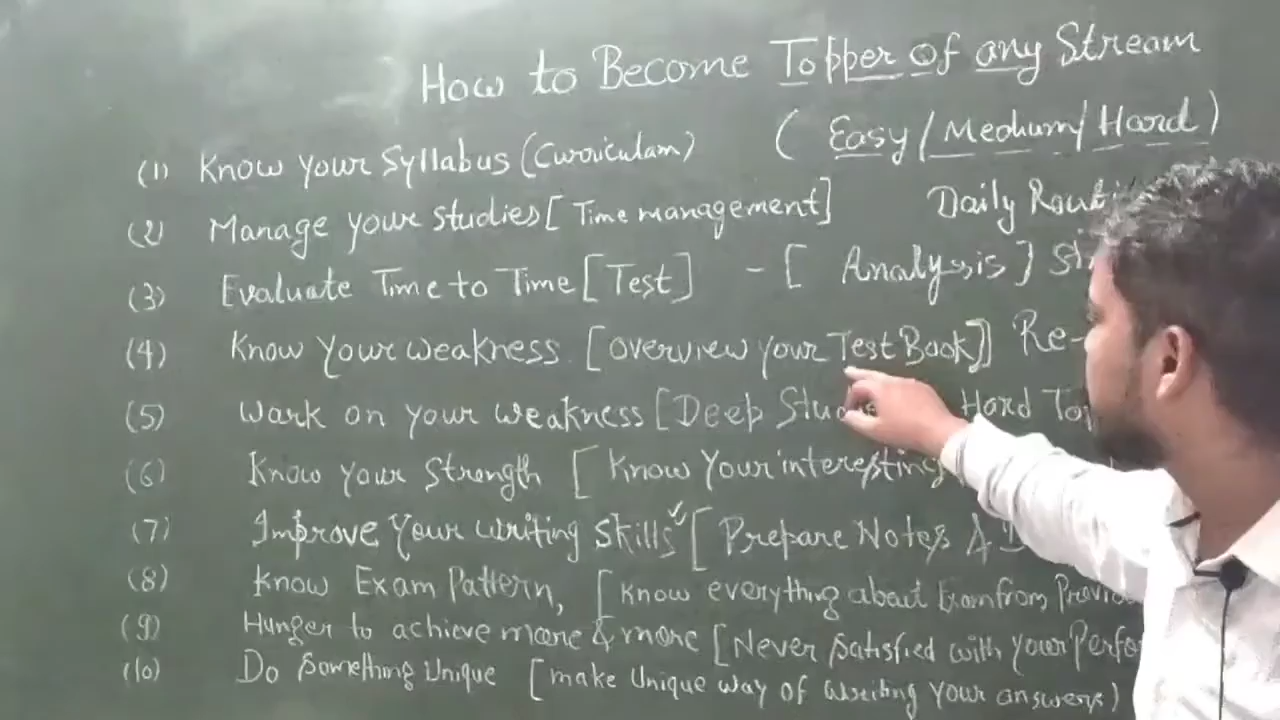 How to Become Topper of any Stream
(Easy/Medium/Hard)
(1) Know your Syllabus (Curriculam)
(2) Manage your studies [Time management] Daily
(3) Evaluate Time to Time [Test] - [Analysis]
(4) Know Your weakness [overview your Test Book]] Re-
(5) Work on your weakness [Deep Hard
(6) Know your Strength [Know Your interesting
(7) Improve Your writing Skills ✓ [Prepare Notes &
(8) Know Exam Pattern, [Know everything about Exam from
(9) Hunger to achieve more & more [Never satisfied with your
(10) Do Something Unique [make Unique way of writing your answers)